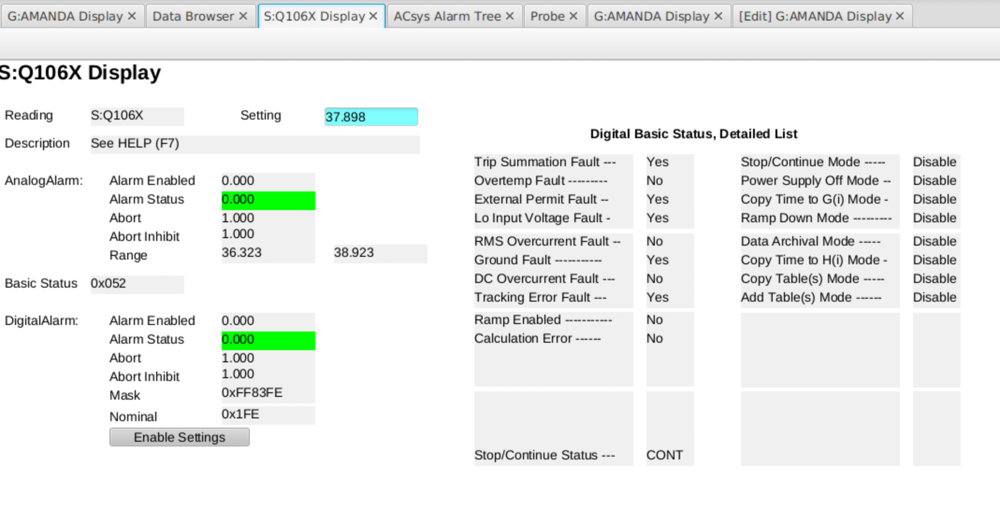 G:AMANDA Display ✕ Data Browser ✕ S:Q106X Display ✕ ACsys Alarm Tree ✕ Probe ✕ G:AMANDA Display ✕ [Edit] G:AMANDA Display ✕
S:Q106X Display
Reading S:Q106X Setting 37.898
Description See HELP (F7)
AnalogAlarm: Alarm Enabled 0.000
Alarm Status 0.000
Abort 1.000
Abort Inhibit 1.000
Range 36.323 38.923
Basic Status 0x052
DigitalAlarm: Alarm Enabled 0.000
Alarm Status 0.000
Abort 1.000
Abort Inhibit 1.000
Mask 0xFF83FE
Nominal 0x1FE
Enable Settings
Digital Basic Status, Detailed List
Trip Summation Fault --- Yes Stop/Continue Mode ----- Disable
Overtemp Fault --------- No Power Supply Off Mode -- Disable
External Permit Fault -- Yes Copy Time to G(i) Mode - Disable
Lo Input Voltage Fault - Yes Ramp Down Mode --------- Disable
RMS Overcurrent Fault -- No Data Archival Mode ----- Disable
Ground Fault ----------- Yes Copy Time to H(i) Mode - Disable
DC Overcurrent Fault --- No Copy Table(s) Mode ----- Disable
Tracking Error Fault --- Yes Add Table(s) Mode ------ Disable
Ramp Enabled ----------- No
Calculation Error ------ No
Stop/Continue Status --- CONT